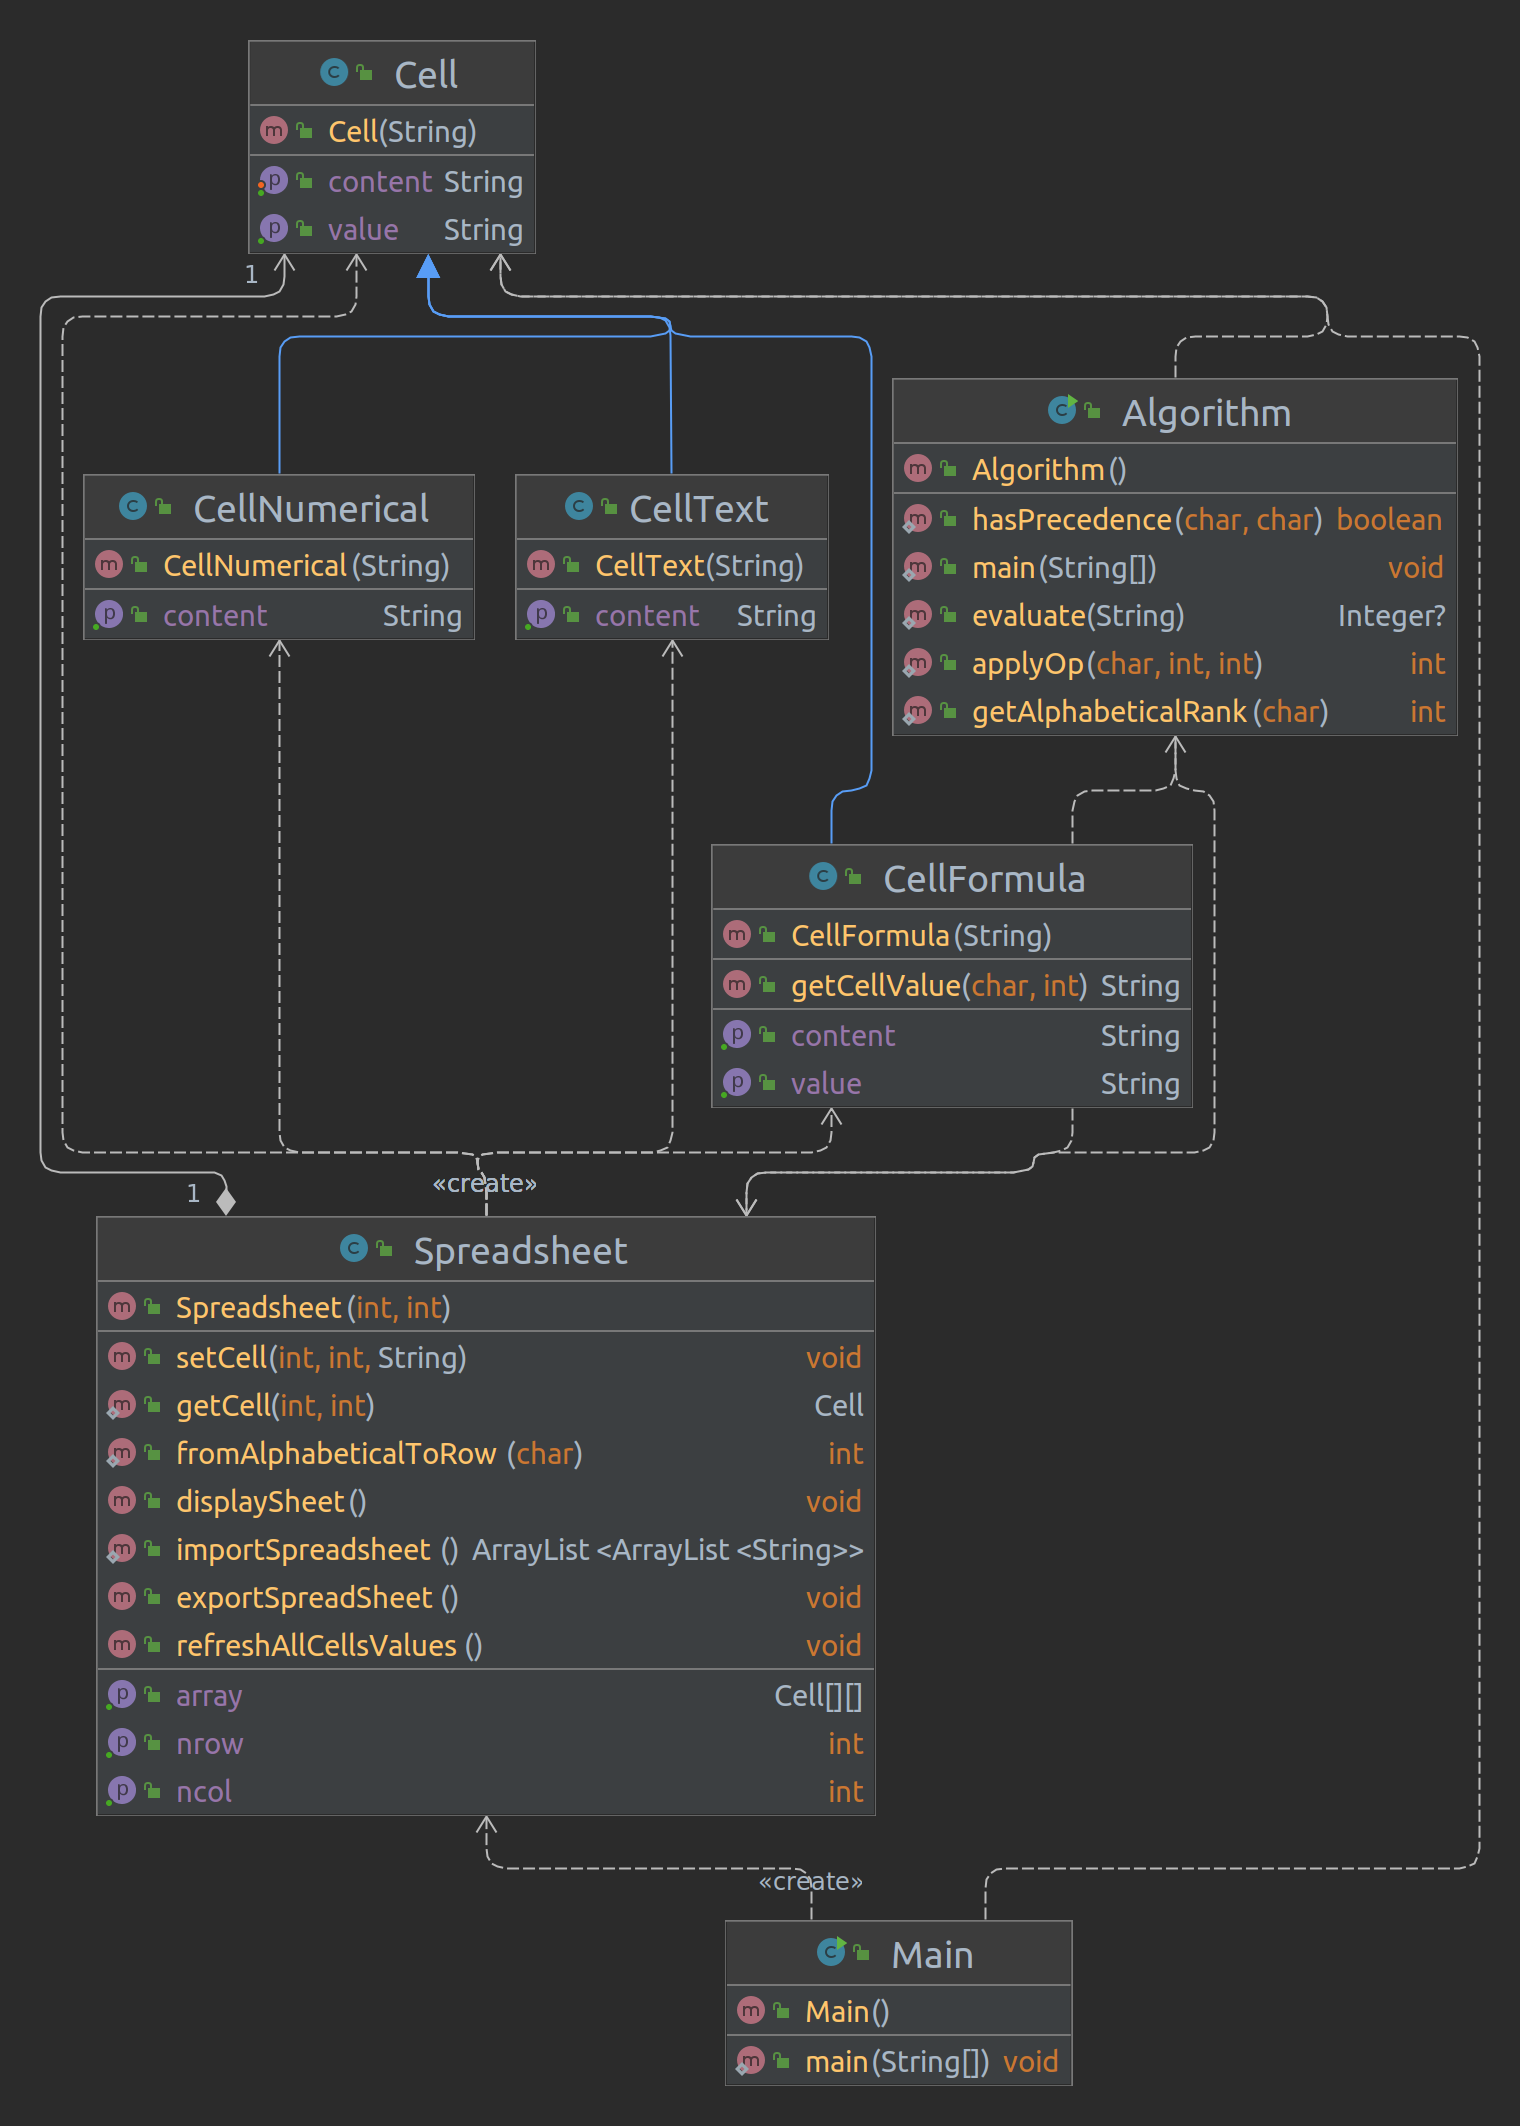 Cell
Cell(String)
content String
value String
1
Algorithm
Algorithm()
hasPrecedence(char, char) boolean
main(String[]) void
evaluate(String) Integer?
applyOp(char, int, int) int
getAlphabeticalRank(char) int
CellNumerical
CellNumerical(String)
content String
CellText
CellText(String)
content String
CellFormula
CellFormula(String)
getCellValue(char, int) String
content String
value String
«create»
1
Spreadsheet
Spreadsheet(int, int)
setCell(int, int, String) void
getCell(int, int) Cell
fromAlphabeticalToRow (char) int
displaySheet() void
importSpreadsheet () ArrayList <ArrayList <String>>
exportSpreadSheet () void
refreshAllCellsValues () void
array Cell[][]
nrow int
ncol int
«create»
Main
Main()
main(String[]) void